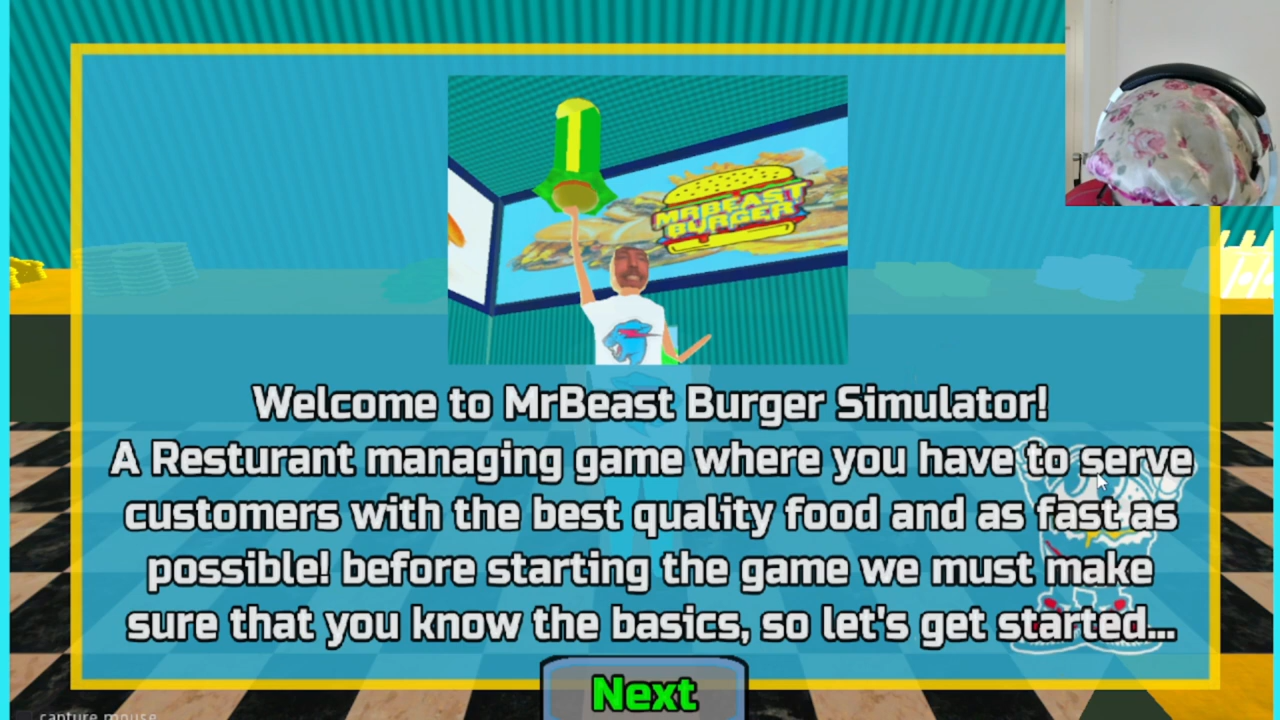 MRBEAST
BURGER
Welcome to MrBeast Burger Simulator!
A Resturant managing game where you have to serve
customers with the best quality food and as fast as
possible! before starting the game we must make
sure that you know the basics, so let's get started...
Next
capture mouse